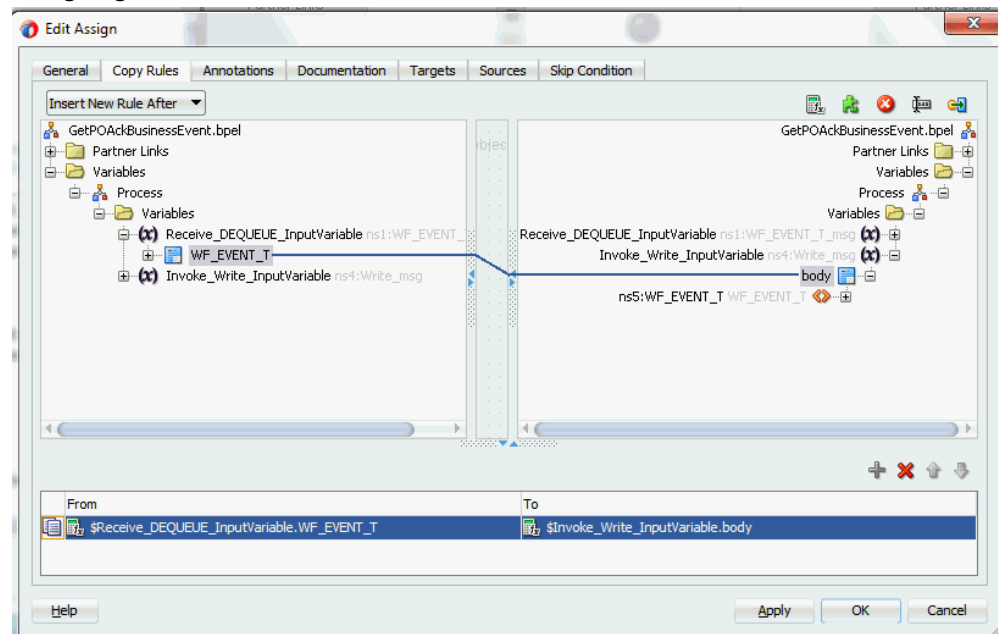 Edit Assign
General Copy Rules Annotations Documentation Targets Sources Skip Condition
Insert New Rule After
GetPOAckBusinessEvent.bpel
Partner Links
Variables
Process
Variables
Receive_DEQUEUE_InputVariable ns1:WF_EVENT_
WF_EVENT_T
Invoke_Write_InputVariable ns4:Write_msg
GetPOAckBusinessEvent.bpel
Partner Links
Variables
Process
Variables
Receive_DEQUEUE_InputVariable ns1:WF_EVENT_T_msg
Invoke_Write_InputVariable ns4:Write_msg
body
ns5:WF_EVENT_T WF_EVENT_T
From To
$Receive_DEQUEUE_InputVariable.WF_EVENT_T $Invoke_Write_InputVariable.body
Help Apply OK Cancel